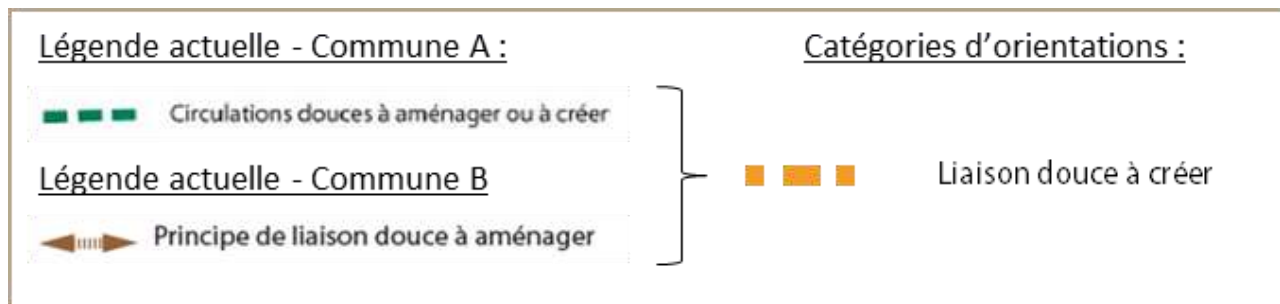 Légende actuelle - Commune A :
Circulations douces à aménager ou à créer
Légende actuelle - Commune B
Principe de liaison douce à aménager
Catégories d’orientations :
Liaison douce à créer